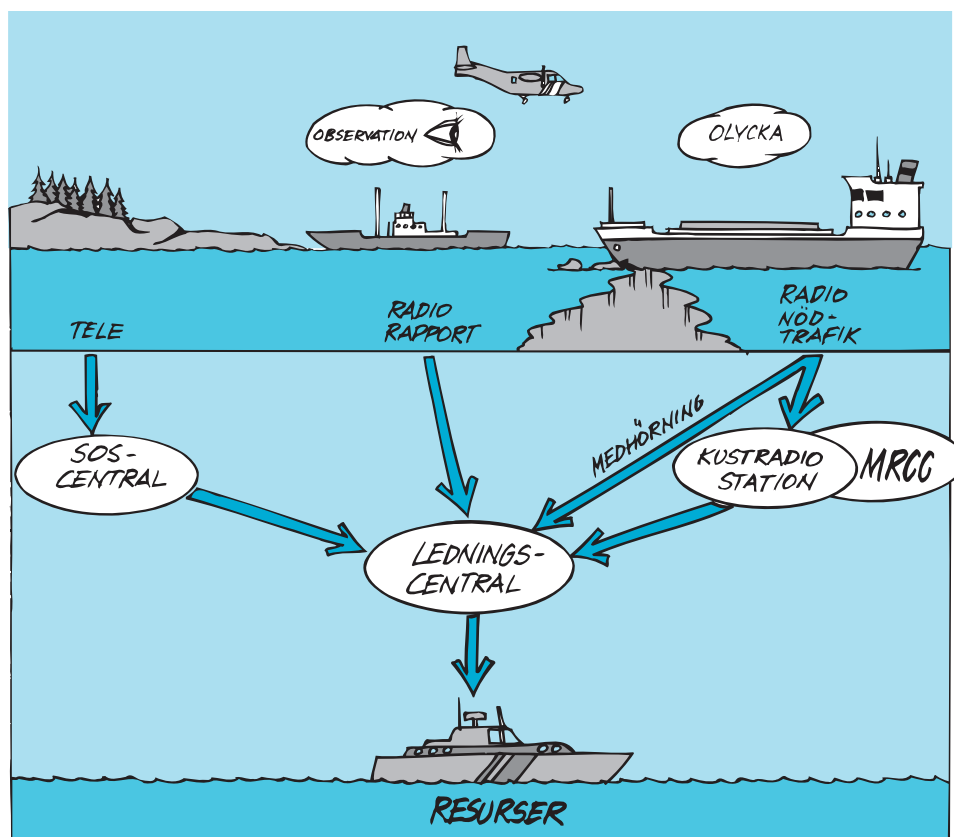 OBSERVATION
OLYCKA
TELE
RADIO
RAPPORT
RADIO
NÖD-
TRAFIK
MEDHÖRNING
SOS-
CENTRAL
KUSTRADIO
STATION
MRCC
LEDNINGS-
CENTRAL
RESURSER